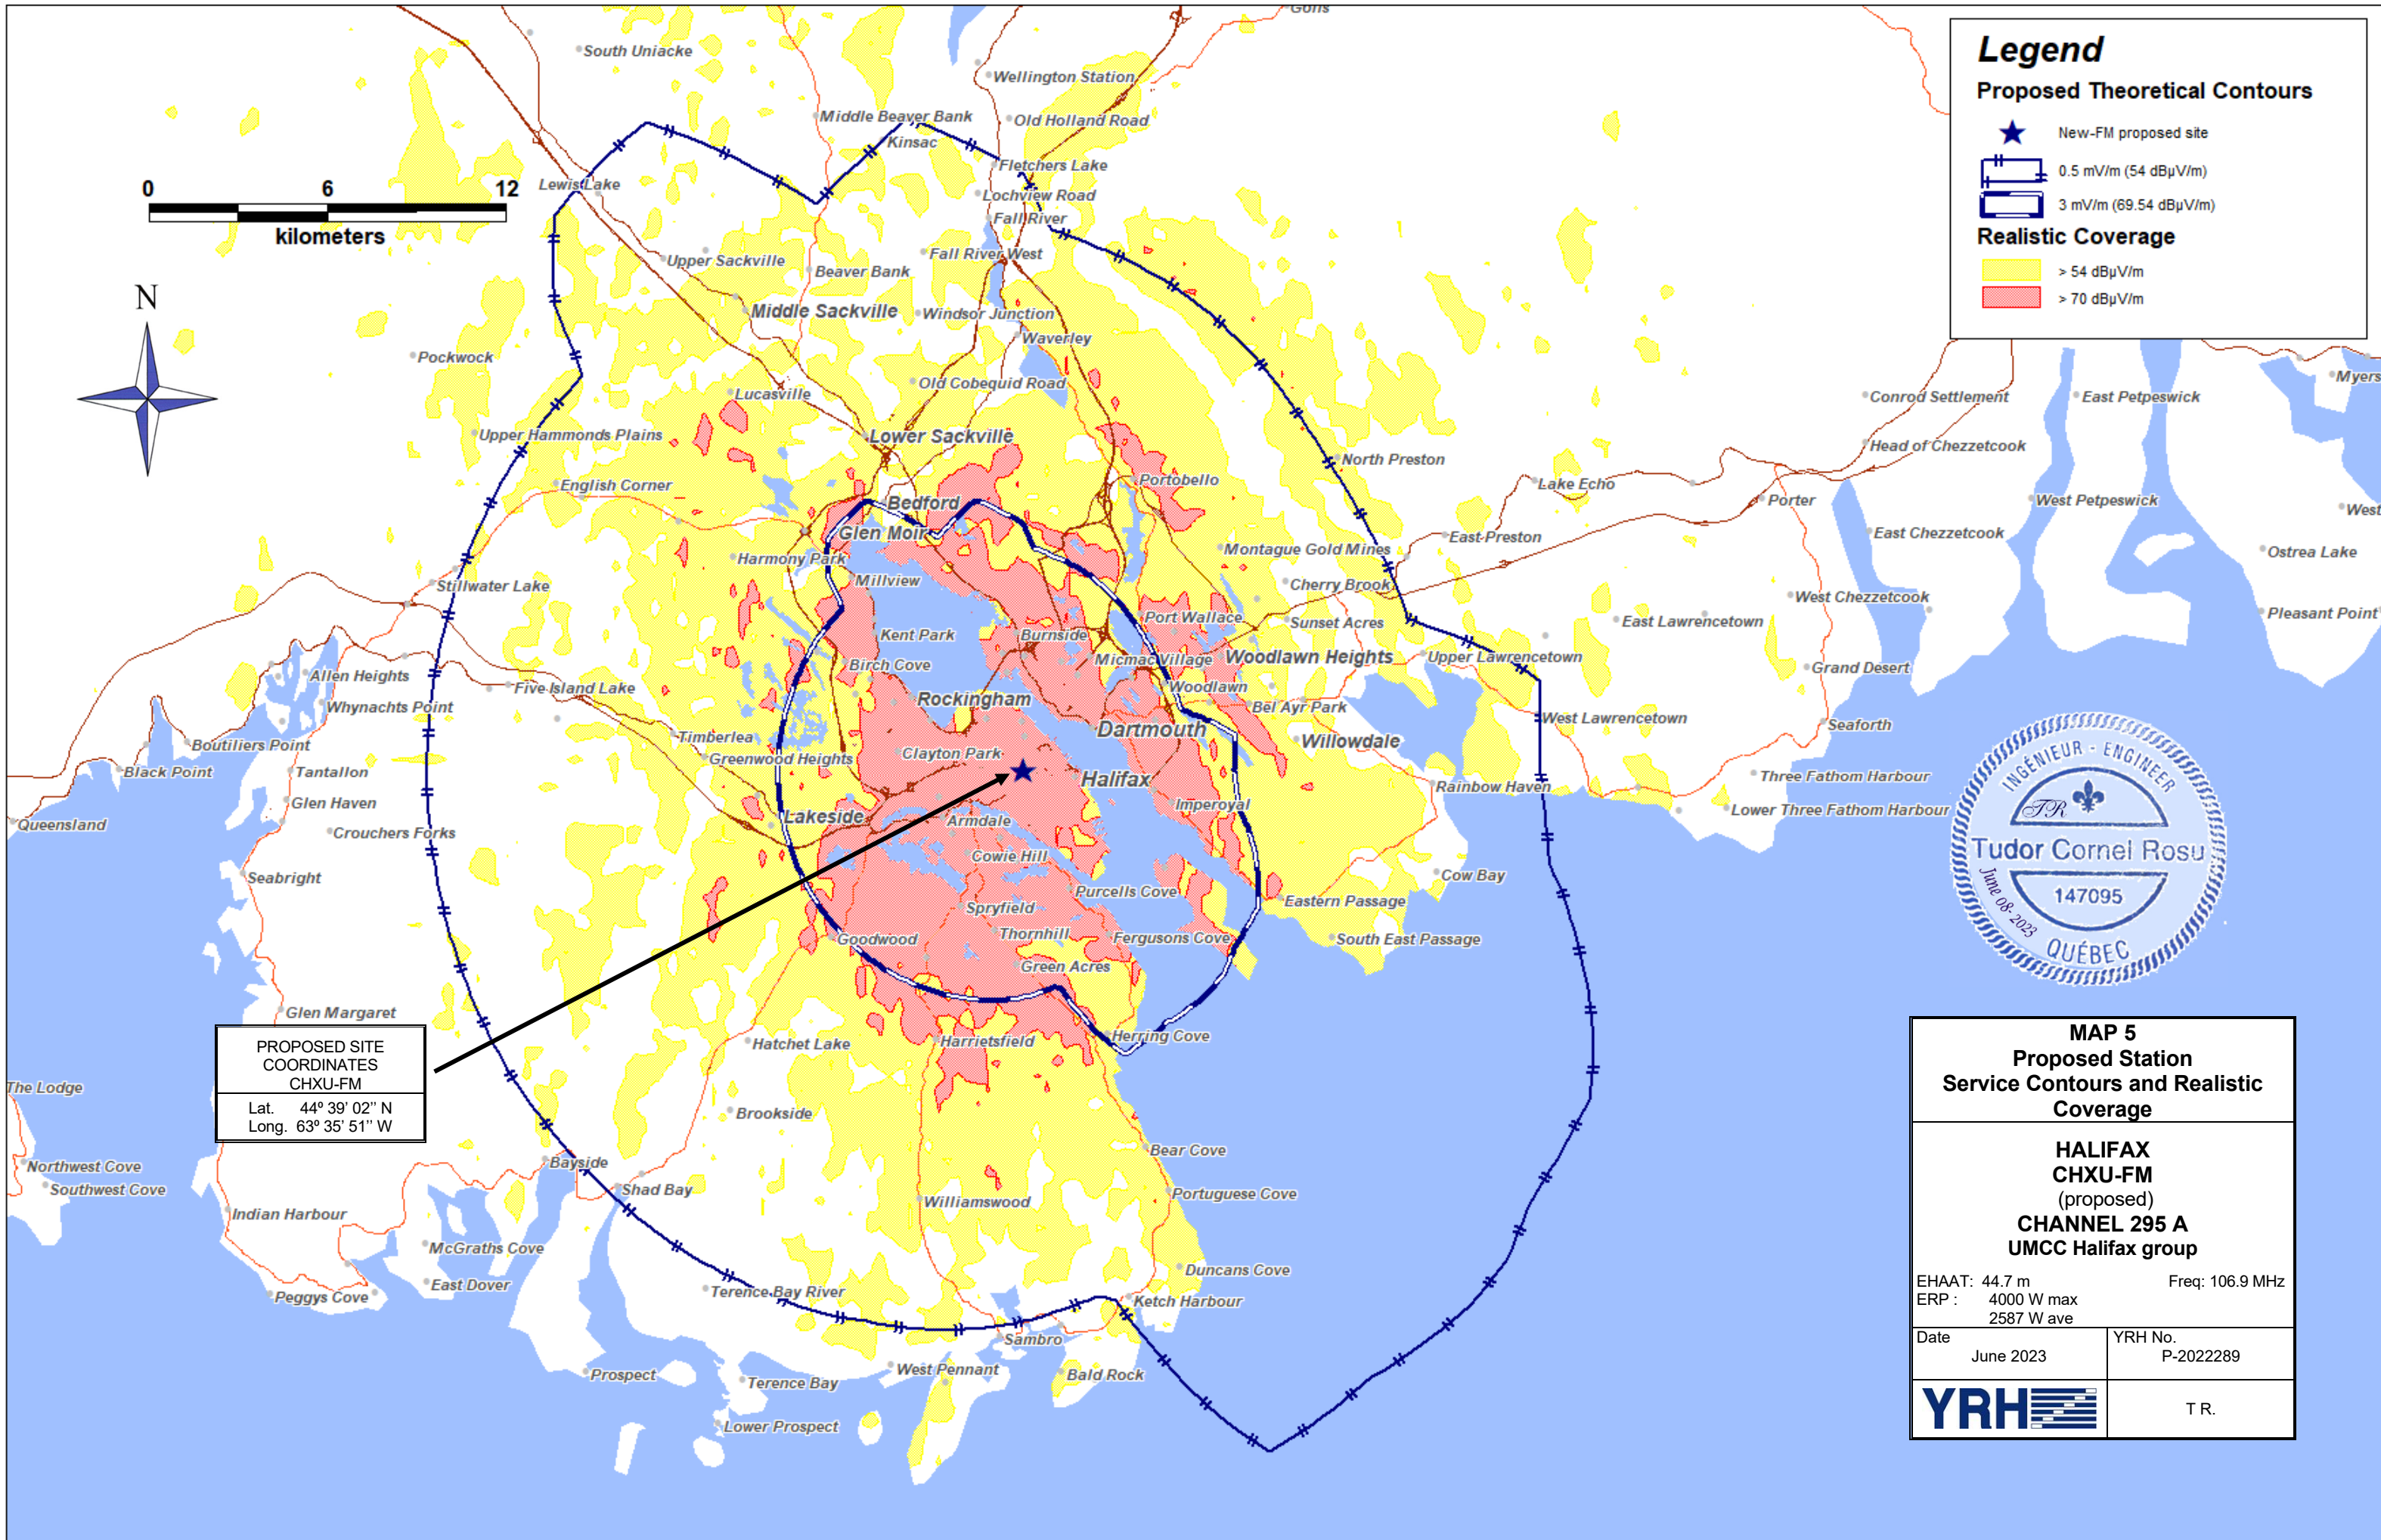 Goffs
South Uniacke
Wellington Station
Middle Beaver Bank
Old Holland Road
Kinsac
Fletchers Lake
Lewis Lake
Lochview Road
Fall River
0 6 12
kilometers
N
Upper Sackville
Beaver Bank
Fall River West
Middle Sackville
Windsor Junction
Waverley
Pockwock
Lucasville
Old Cobequid Road
Upper Hammonds Plains
Lower Sackville
North Preston
English Corner
Portobello
Lake Echo
Bedford
Glen Moir
Harmony Park
Montague Gold Mines
East Preston
Millview
Cherry Brook
Stillwater Lake
Port Wallace
Sunset Acres
Kent Park
Burnside
Birch Cove
Micmac Village
Woodlawn Heights
Upper Lawrencetown
East Lawrencetown
Allen Heights
Five Island Lake
Woodlawn
Whynachts Point
Rockingham
Bel Ayr Park
West Lawrencetown
Dartmouth
Willowdale
Timberlea
Boutiliers Point
Clayton Park
Greenwood Heights
Black Point
Tantallon
Halifax
Rainbow Haven
Glen Haven
Imperoyal
Lakeside
Armdale
Queensland
Crouchers Forks
Cowie Hill
Seabright
Purcells Cove
Cow Bay
Eastern Passage
Spryfield
Goodwood
Thornhill
Fergusons Cove
South East Passage
Green Acres
Glen Margaret
Harrietsfield
Herring Cove
Hatchet Lake
The Lodge
Brookside
Bear Cove
Northwest Cove
Bayside
Southwest Cove
Shad Bay
Portuguese Cove
Williamswood
Indian Harbour
McGraths Cove
East Dover
Duncans Cove
Peggys Cove
Terence Bay River
Ketch Harbour
Sambro
Prospect
Terence Bay
West Pennant
Bald Rock
Lower Prospect
Conrod Settlement
East Petpeswick
Myers
Head of Chezzetcook
Porter
West Petpeswick
West
East Chezzetcook
Ostrea Lake
West Chezzetcook
Pleasant Point
Grand Desert
Seaforth
Three Fathom Harbour
Lower Three Fathom Harbour
PROPOSED SITE
COORDINATES
CHXU-FM
Lat. 44º 39' 02'' N
Long. 63º 35' 51'' W
Legend
Proposed Theoretical Contours
New-FM proposed site
0.5 mV/m (54 dBµV/m)
3 mV/m (69.54 dBµV/m)
Realistic Coverage
> 54 dBµV/m
> 70 dBµV/m
INGÉNIEUR - ENGINEER
TR
Tudor Cornel Rosu
147095
June 08-2023
QUÉBEC
MAP 5
Proposed Station
Service Contours and Realistic
Coverage
HALIFAX
CHXU-FM
(proposed)
CHANNEL 295 A
UMCC Halifax group
EHAAT: 44.7 m Freq: 106.9 MHz
ERP : 4000 W max
2587 W ave
Date YRH No.
June 2023 P-2022289
YRH T R.